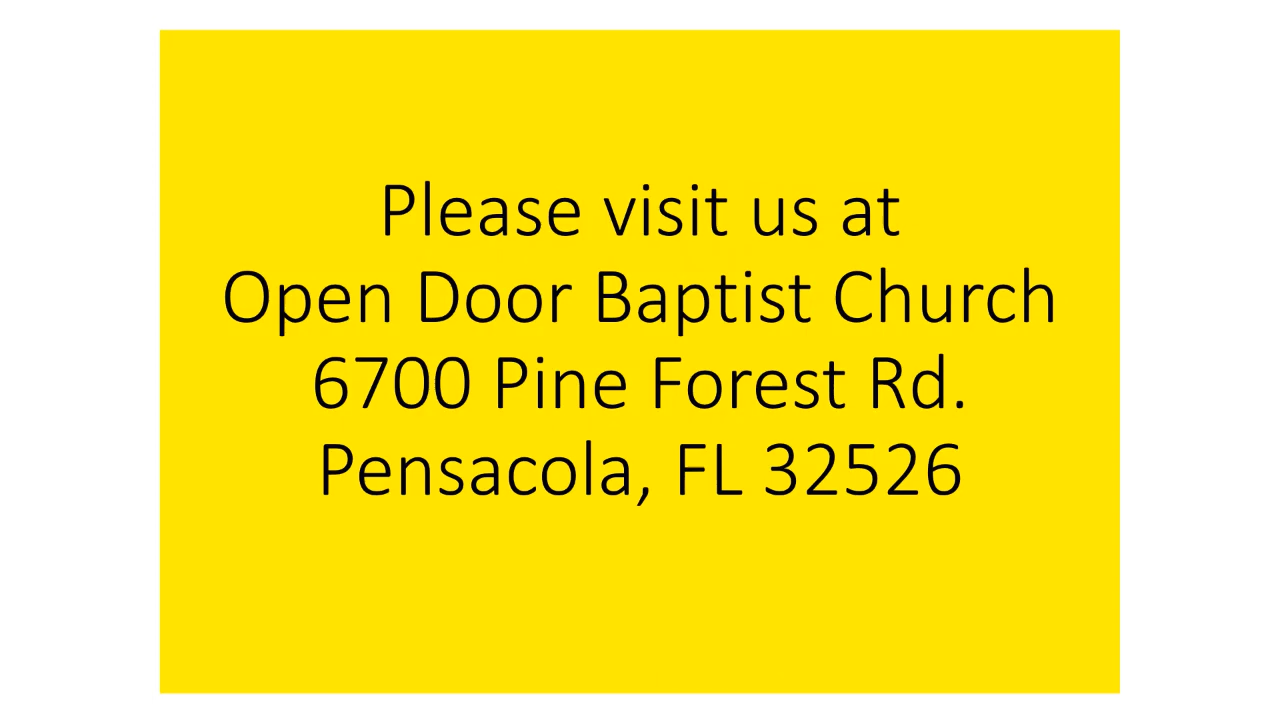 Please visit us at
Open Door Baptist Church
6700 Pine Forest Rd.
Pensacola, FL 32526